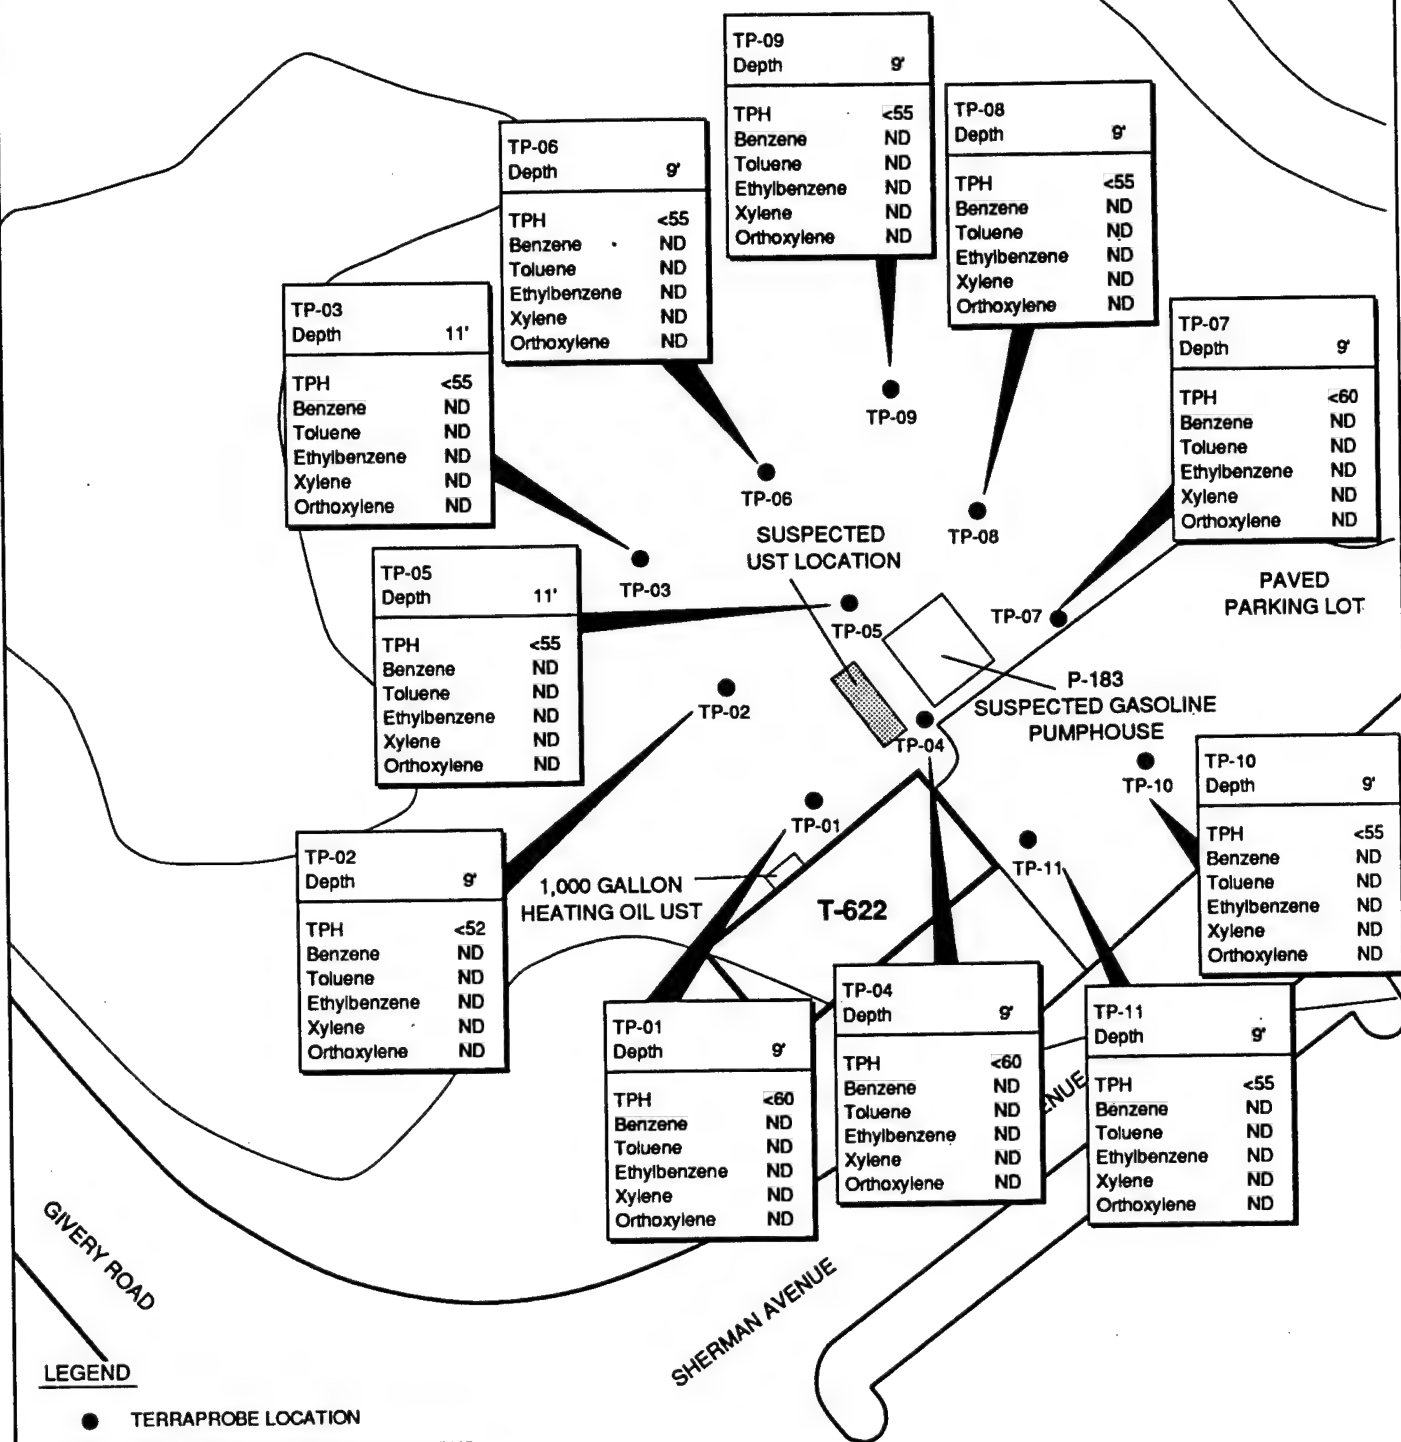 TP-09
Depth 9'
TPH <55
Benzene ND
Toluene ND
Ethylbenzene ND
Xylene ND
Orthoxylene ND
TP-08
Depth 9'
TPH <55
Benzene ND
Toluene ND
Ethylbenzene ND
Xylene ND
Orthoxylene ND
TP-06
Depth 9'
TPH <55
Benzene ND
Toluene ND
Ethylbenzene ND
Xylene ND
Orthoxylene ND
TP-03
Depth 11'
TPH <55
Benzene ND
Toluene ND
Ethylbenzene ND
Xylene ND
Orthoxylene ND
TP-07
Depth 9'
TPH <60
Benzene ND
Toluene ND
Ethylbenzene ND
Xylene ND
Orthoxylene ND
TP-09
TP-06
TP-08
SUSPECTED
UST LOCATION
TP-03
TP-05
Depth 11'
TPH <55
Benzene ND
Toluene ND
Ethylbenzene ND
Xylene ND
Orthoxylene ND
TP-05
TP-07
PAVED
PARKING LOT
P-183
SUSPECTED GASOLINE
PUMPHOUSE
TP-02
TP-04
TP-10
TP-10
Depth 9'
TPH <55
Benzene ND
Toluene ND
Ethylbenzene ND
Xylene ND
Orthoxylene ND
TP-01
TP-11
TP-02
Depth 9'
TPH <52
Benzene ND
Toluene ND
Ethylbenzene ND
Xylene ND
Orthoxylene ND
1,000 GALLON
HEATING OIL UST
T-622
TP-01
Depth 9'
TPH <60
Benzene ND
Toluene ND
Ethylbenzene ND
Xylene ND
Orthoxylene ND
TP-04
Depth 9'
TPH <60
Benzene ND
Toluene ND
Ethylbenzene ND
Xylene ND
Orthoxylene ND
ENUE
TP-11
Depth 9'
TPH <55
Benzene ND
Toluene ND
Ethylbenzene ND
Xylene ND
Orthoxylene ND
GIVERY ROAD
SHERMAN AVENUE
LEGEND
TERRAPROBE LOCATION